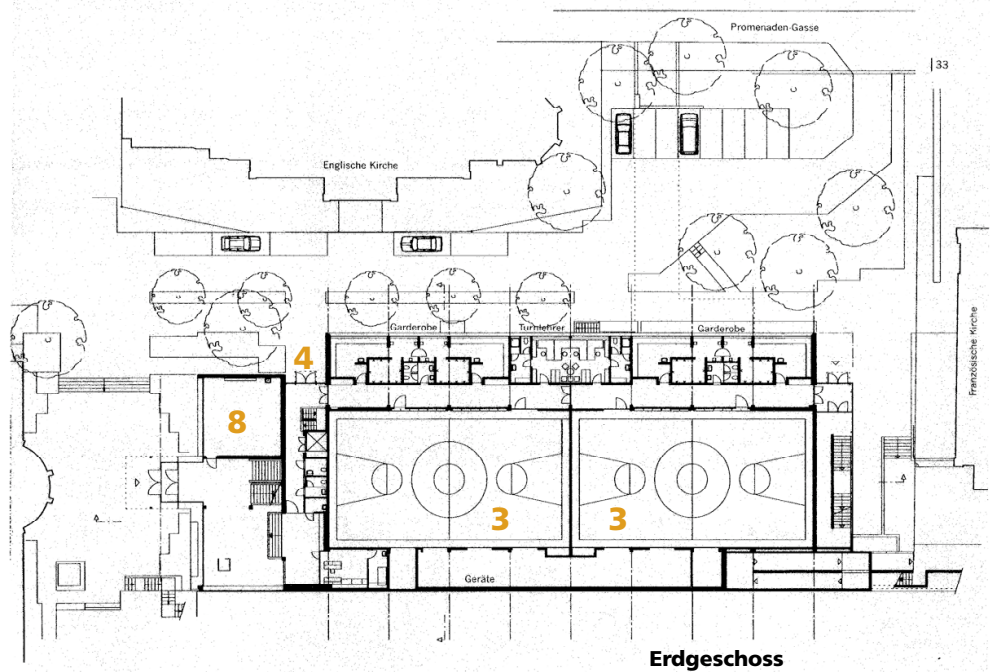 Promenaden-Gasse
33
Englische Kirche
Französische Kirche
Garderobe
Turnlehrer
Garderobe
4
8
3
3
Geräte
Erdgeschoss